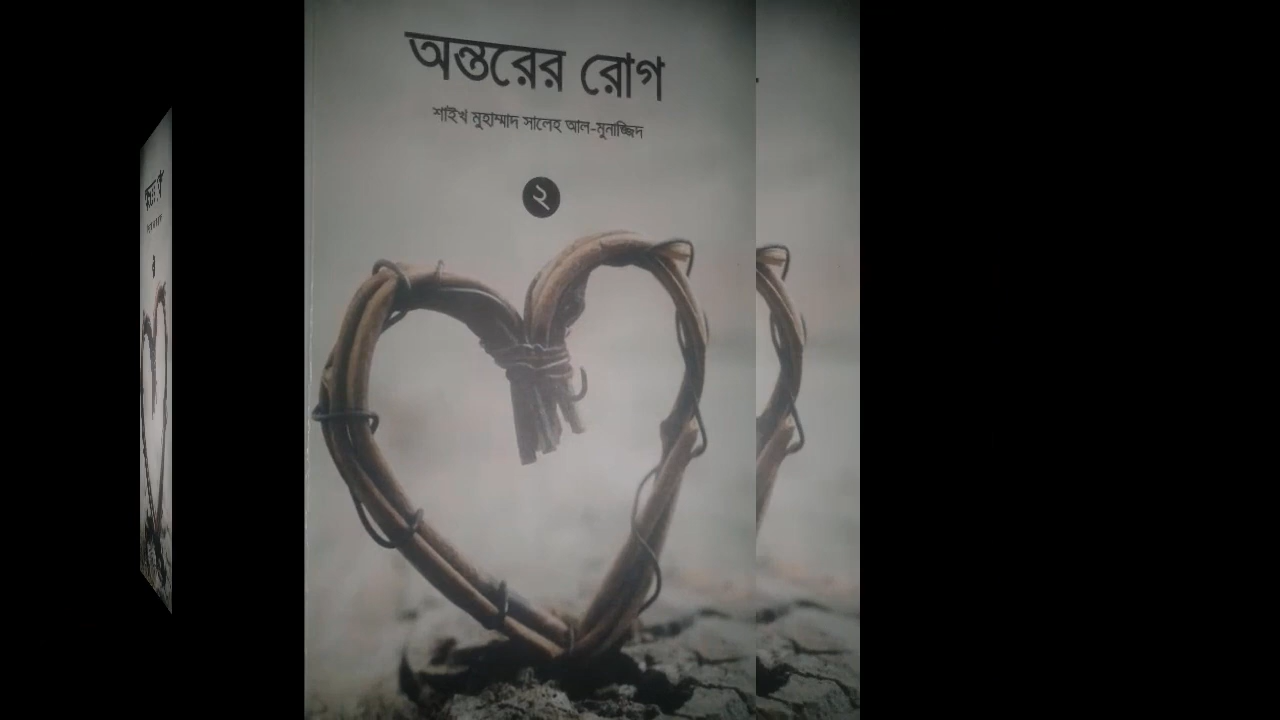 অন্তরের রোগ
শাইখ মুহাম্মাদ সালেহ আল-মুনাজ্জিদ
২